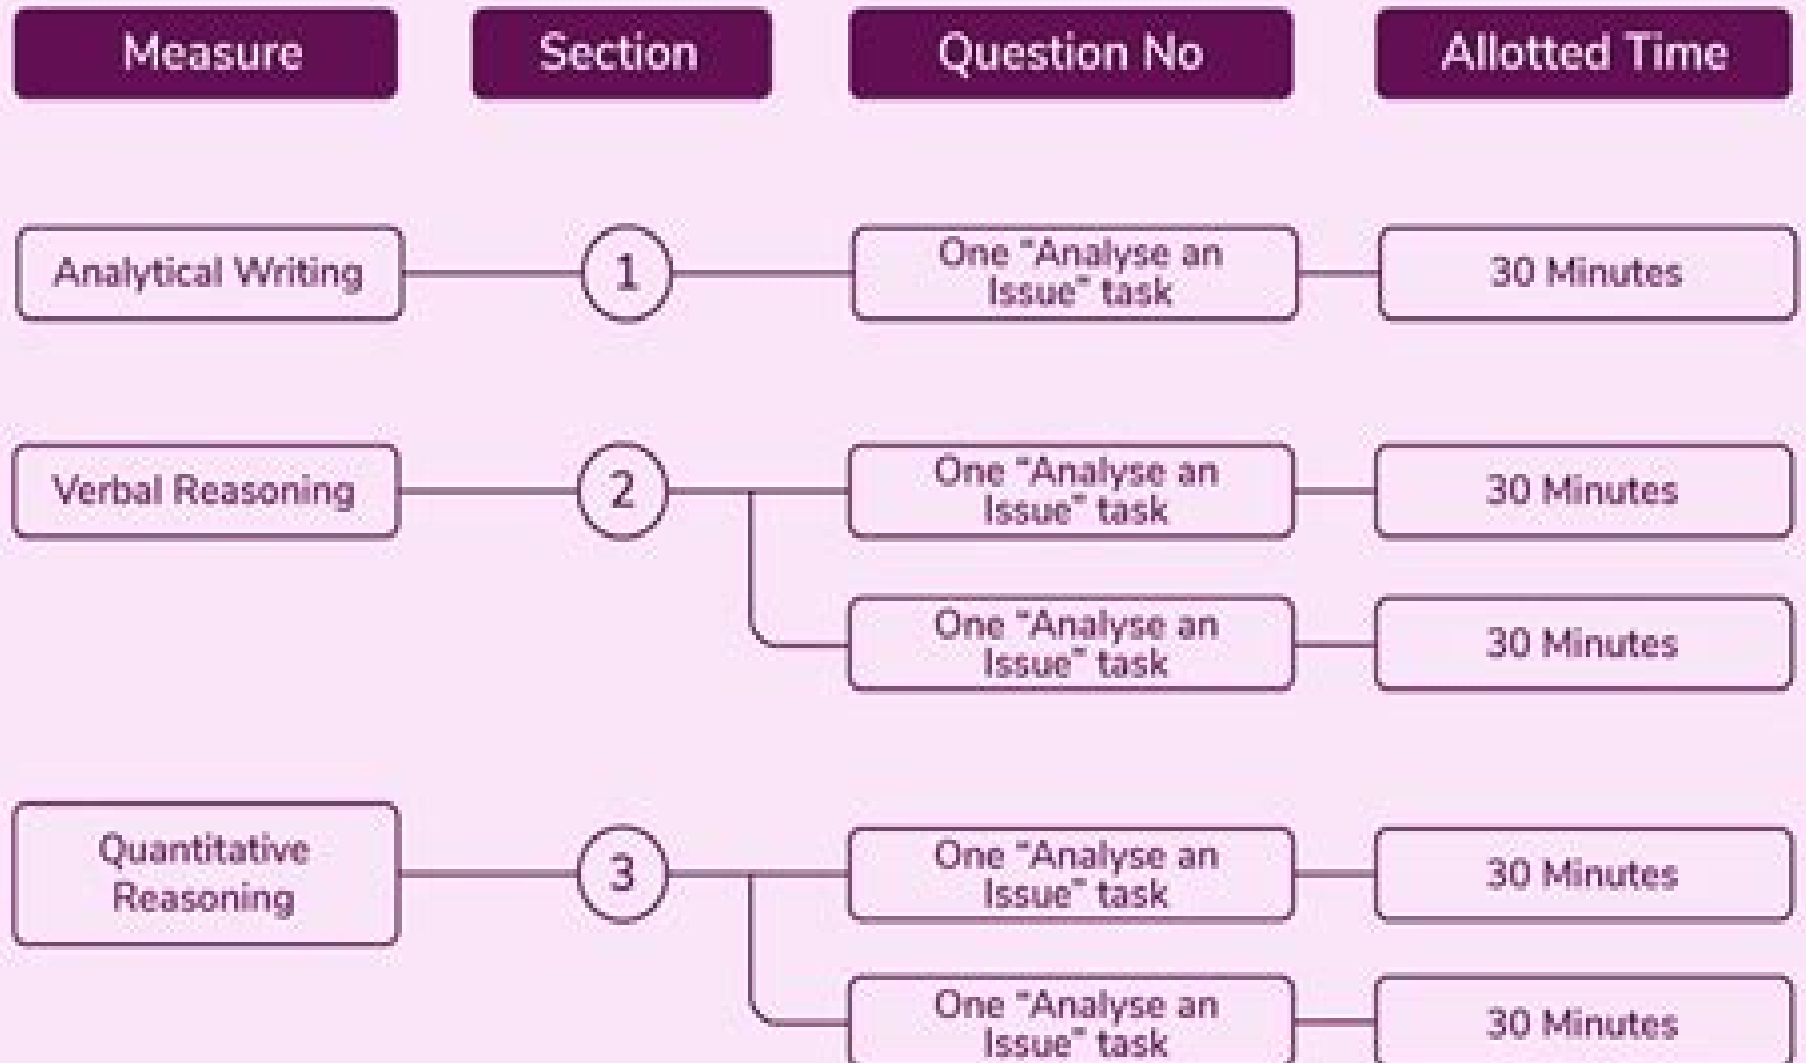 Measure Section Question No Allotted Time
Analytical Writing 1 One "Analyse an
Issue" task 30 Minutes
Verbal Reasoning 2 One "Analyse an
Issue" task 30 Minutes
One "Analyse an
Issue" task 30 Minutes
Quantitative
Reasoning 3 One "Analyse an
Issue" task 30 Minutes
One "Analyse an
Issue" task 30 Minutes